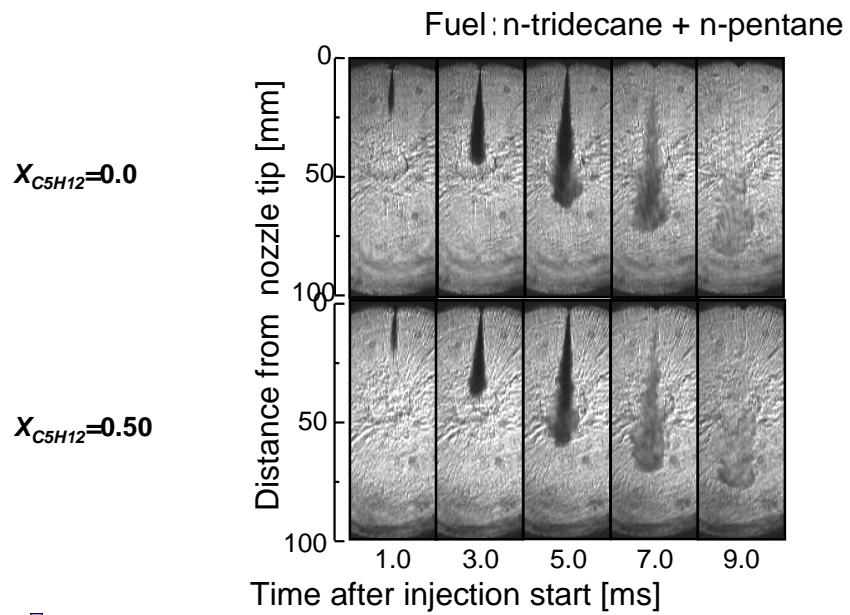 Fuel：n-tridecane + n-pentane
0
50
100
X_C5H12=0.0
0
50
100
X_C5H12=0.50
Distance from nozzle tip [mm]
1.0 3.0 5.0 7.0 9.0
Time after injection start [ms]